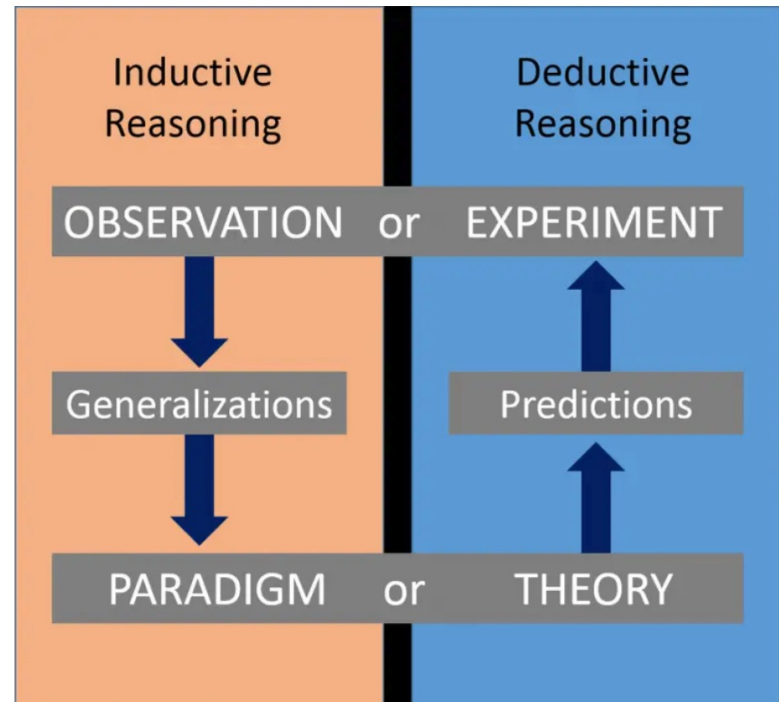 Inductive
Reasoning
Deductive
Reasoning
OBSERVATION or EXPERIMENT
Generalizations
Predictions
PARADIGM or THEORY